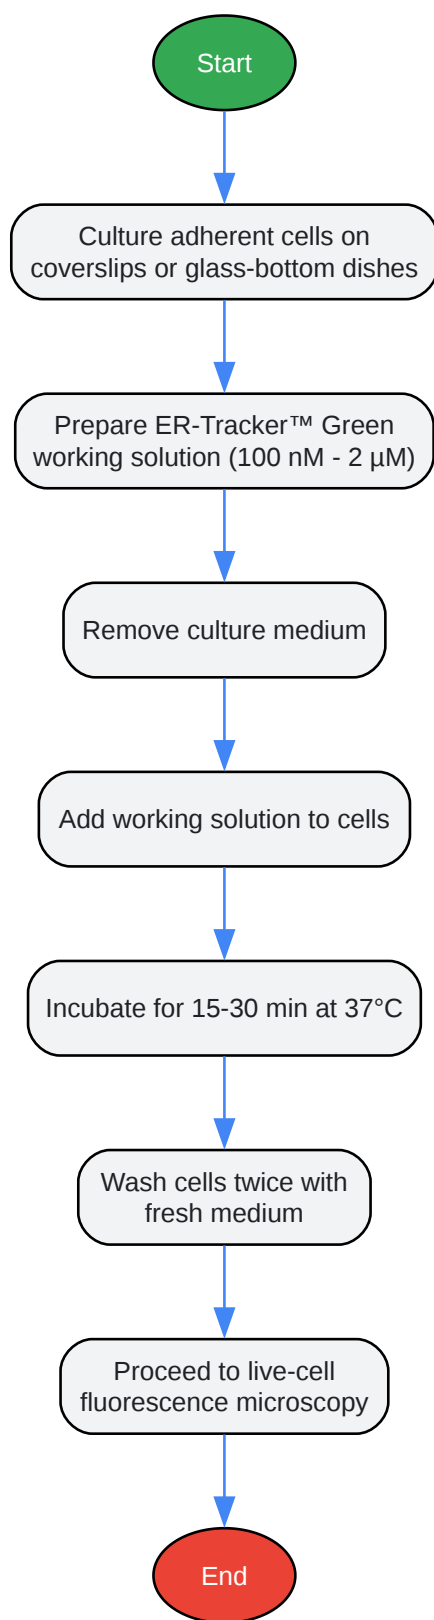 Start
Culture adherent cells on
coverslips or glass-bottom dishes
Prepare ER-Tracker™ Green
working solution (100 nM - 2 µM)
Remove culture medium
Add working solution to cells
Incubate for 15-30 min at 37°C
Wash cells twice with
fresh medium
Proceed to live-cell
fluorescence microscopy
End